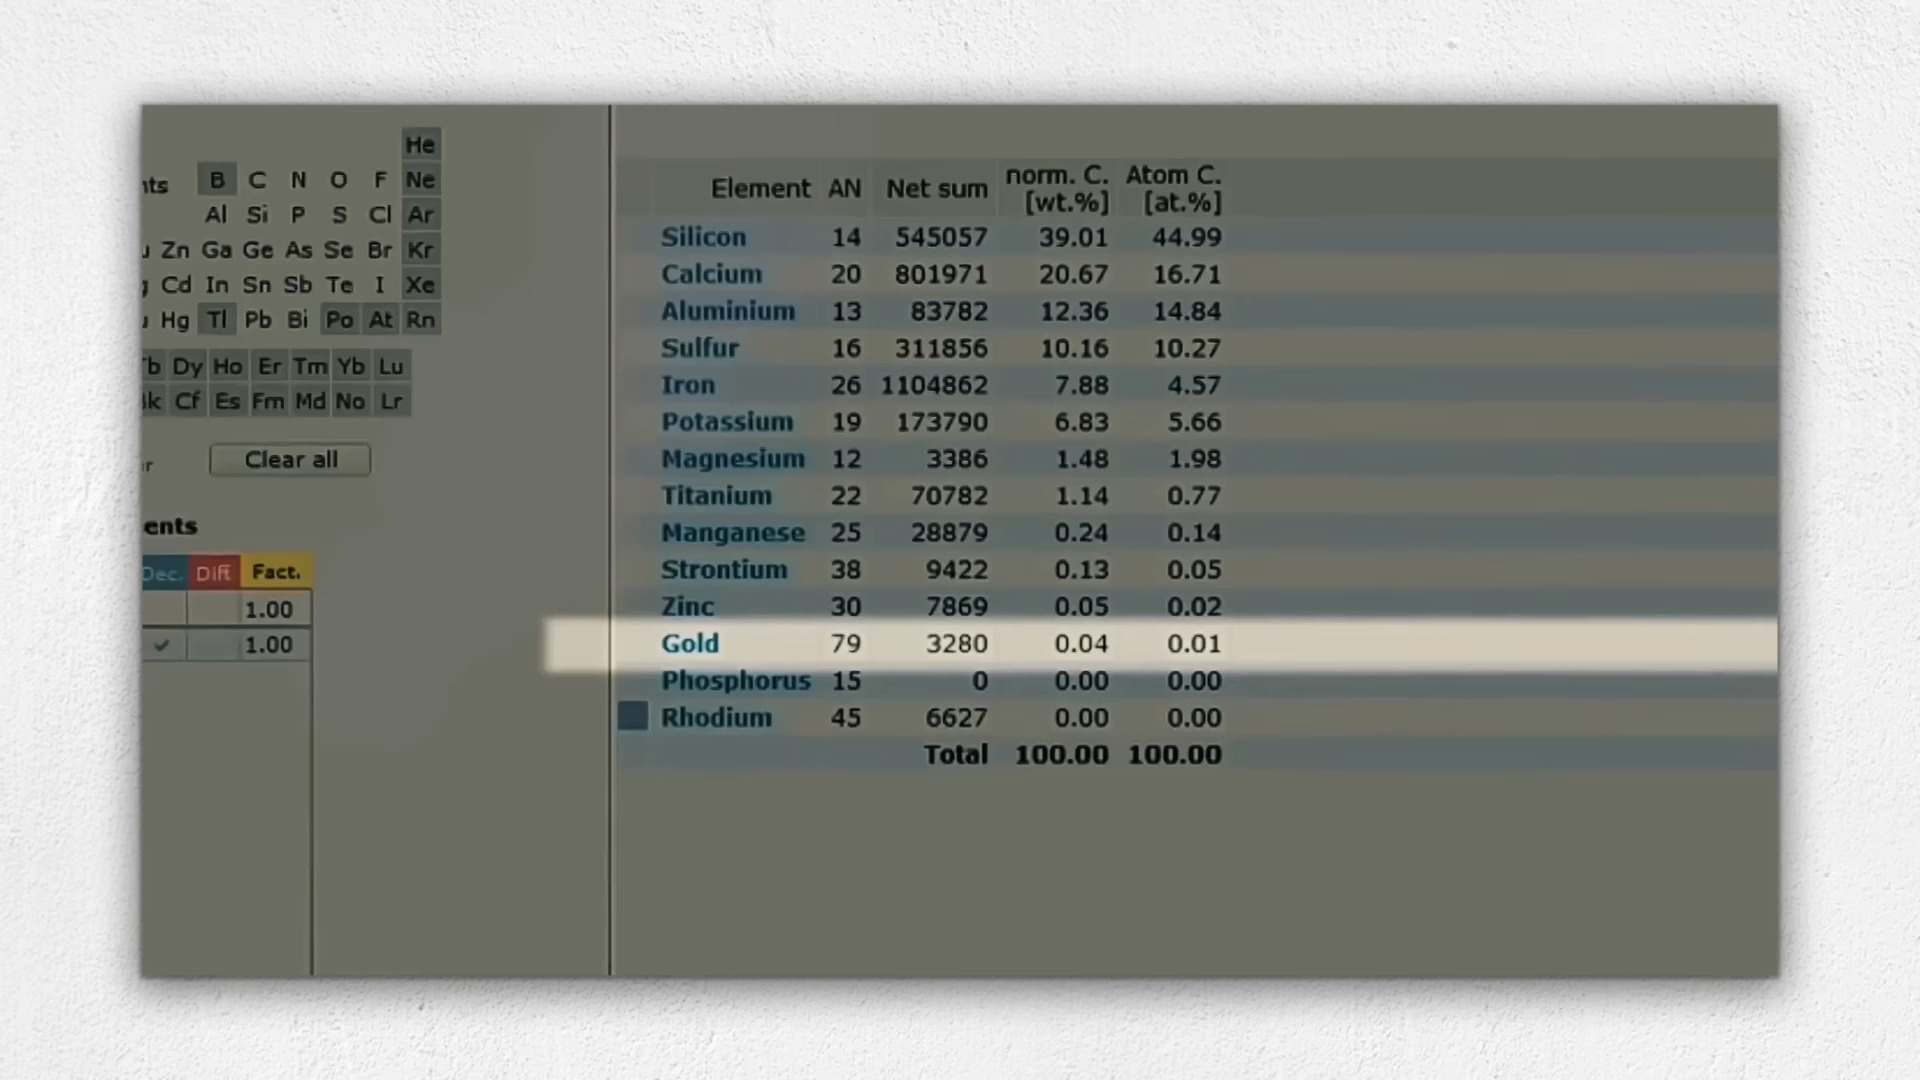 He
nts B C N O F Ne
Al Si P S Cl Ar
Zn Ga Ge As Se Br Kr
Cd In Sn Sb Te I Xe
Hg Tl Pb Bi Po At Rn
Tb Dy Ho Er Tm Yb Lu
Bk Cf Es Fm Md No Lr
r Clear all
ents
Dec. Diff. Fact.
1.00
1.00
Element AN Net sum norm. C. [wt.%] Atom C. [at.%]
Silicon 14 545057 39.01 44.99
Calcium 20 801971 20.67 16.71
Aluminium 13 83782 12.36 14.84
Sulfur 16 311856 10.16 10.27
Iron 26 1104862 7.88 4.57
Potassium 19 173790 6.83 5.66
Magnesium 12 3386 1.48 1.98
Titanium 22 70782 1.14 0.77
Manganese 25 28879 0.24 0.14
Strontium 38 9422 0.13 0.05
Zinc 30 7869 0.05 0.02
Gold 79 3280 0.04 0.01
Phosphorus 15 0 0.00 0.00
Rhodium 45 6627 0.00 0.00
Total 100.00 100.00